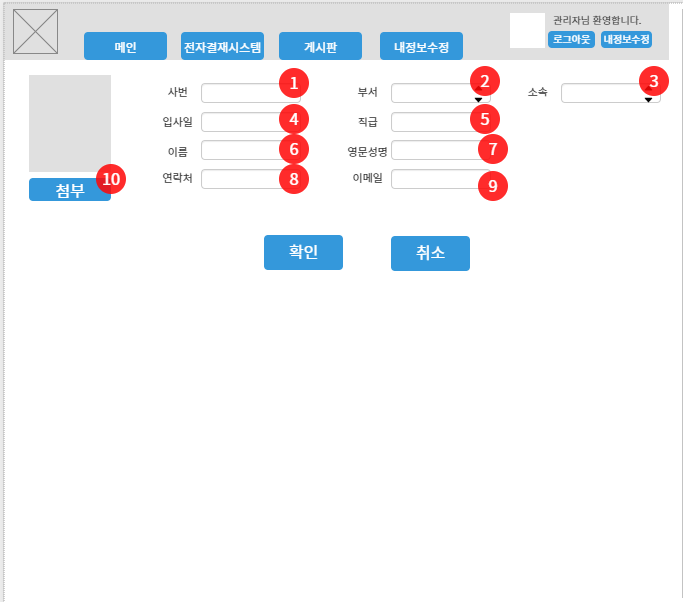 관리자님 환영합니다.
메인 전자결재시스템 게시판 내정보수정 로그아웃 내정보수정
사번 1 부서 2 소속 3
입사일 4 직급 5
이름 6 영문성명 7
연락처 8 이메일 9
첨부 10
확인 취소